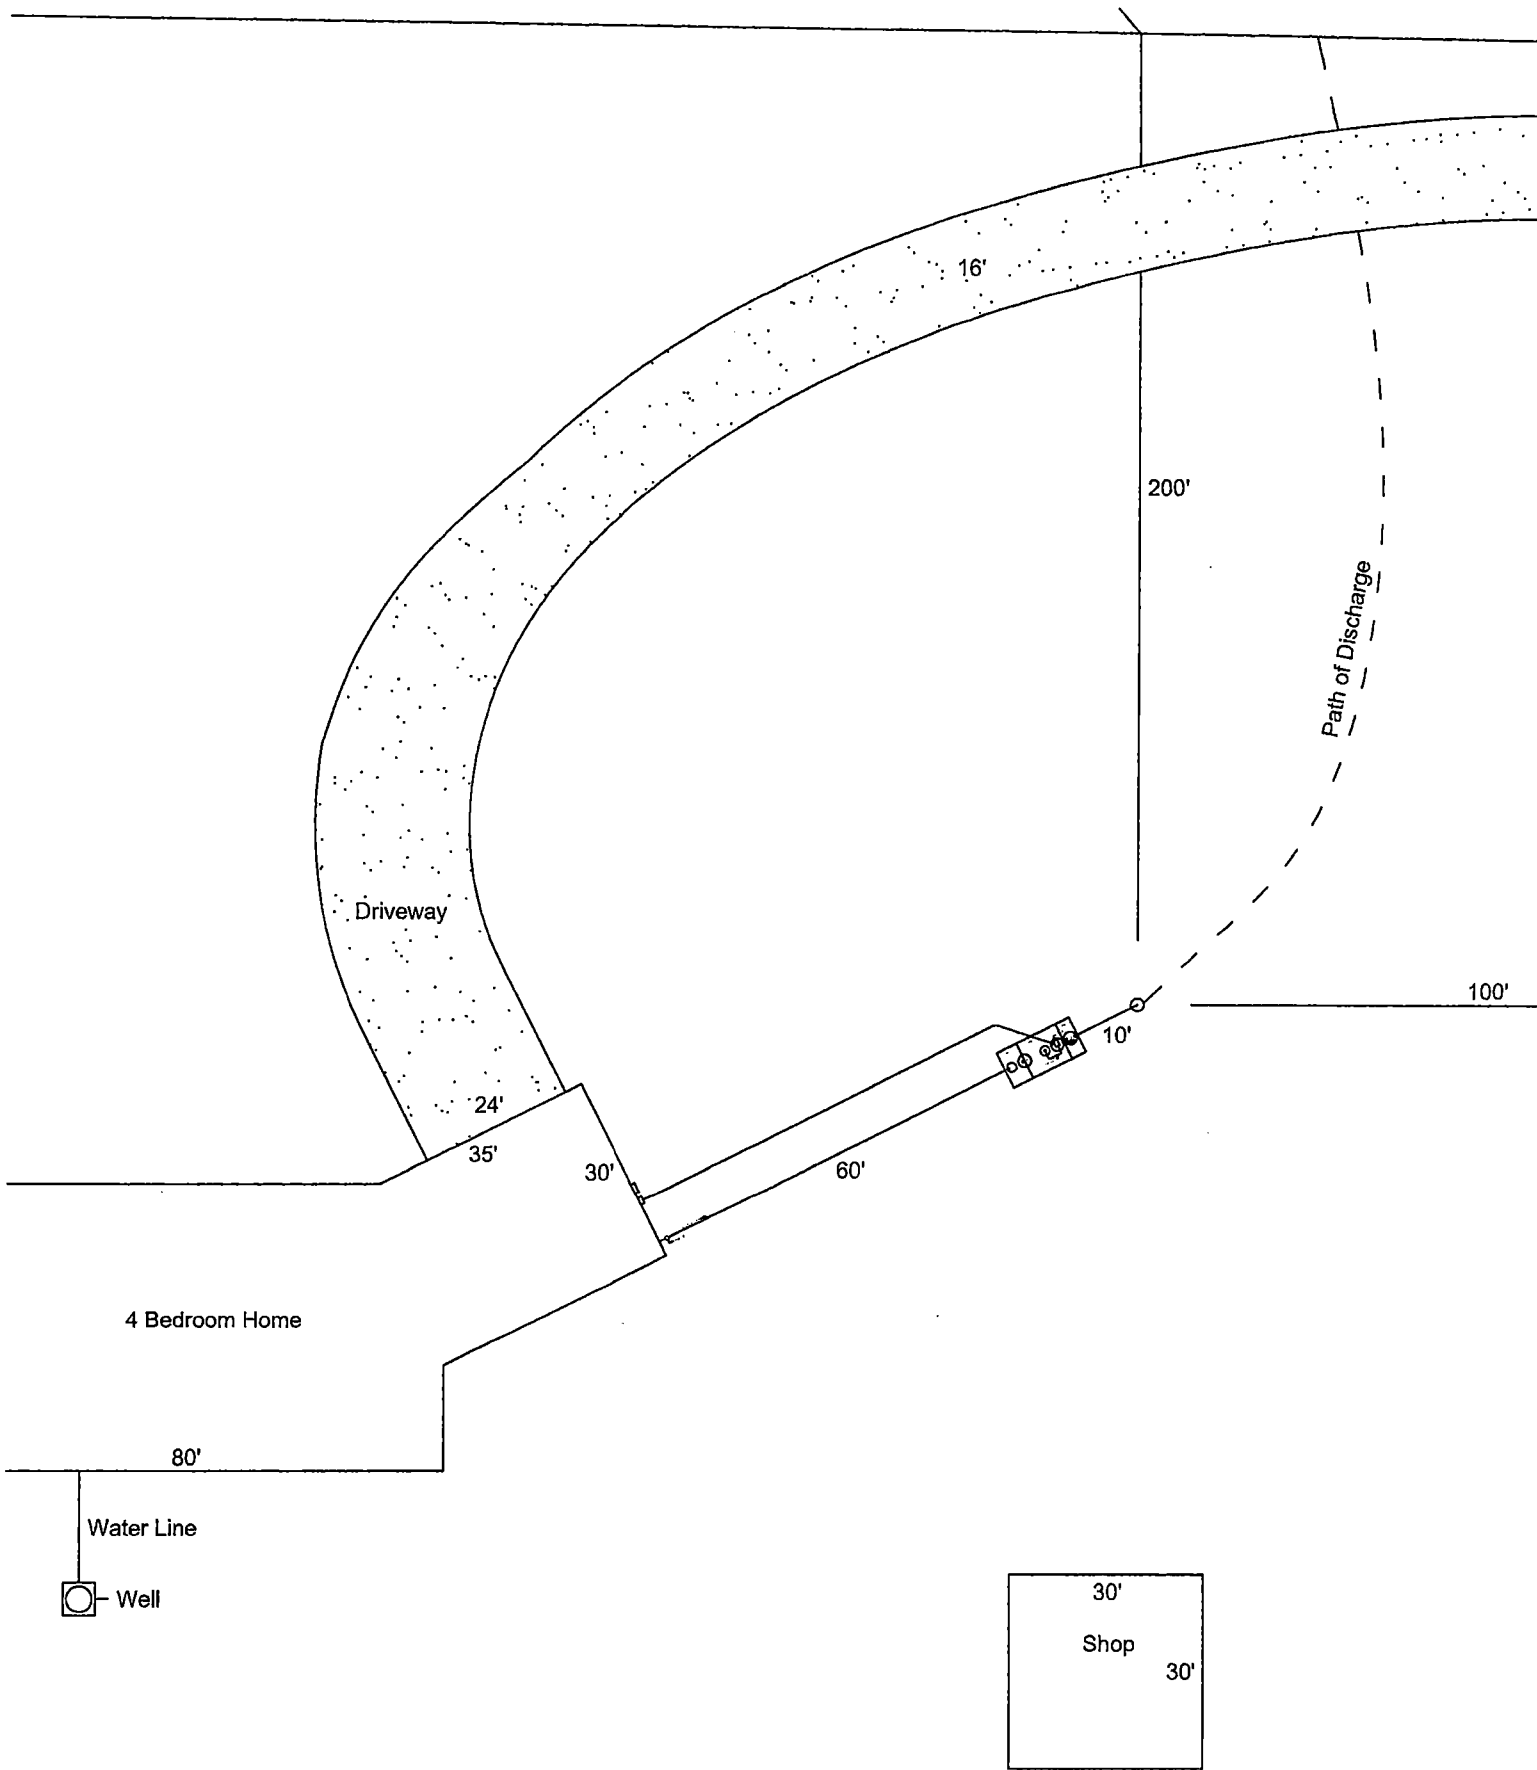 16'
200'
Path of Discharge
Driveway
100'
10'
24'
35'
30'
60'
4 Bedroom Home
80'
Water Line
Well
30'
Shop
30'